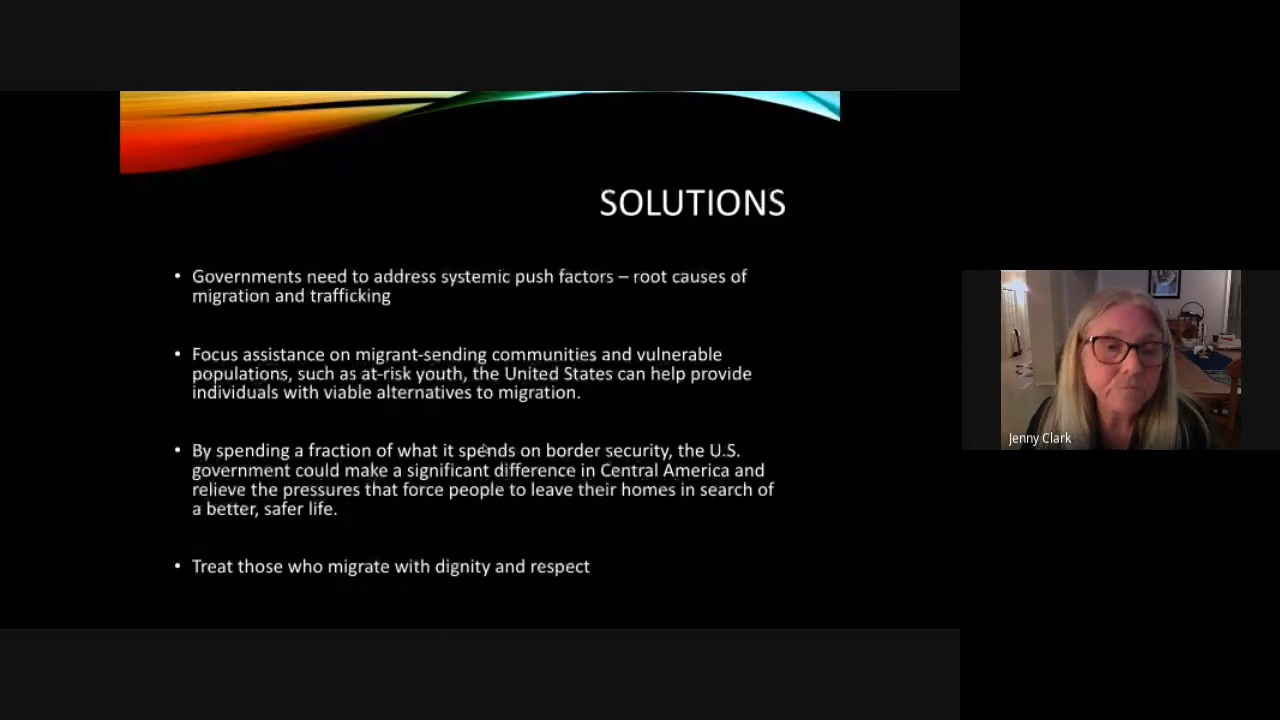 SOLUTIONS
• Governments need to address systemic push factors – root causes of
migration and trafficking
• Focus assistance on migrant-sending communities and vulnerable
populations, such as at-risk youth, the United States can help provide
individuals with viable alternatives to migration.
• By spending a fraction of what it spends on border security, the U.S.
government could make a significant difference in Central America and
relieve the pressures that force people to leave their homes in search of
a better, safer life.
• Treat those who migrate with dignity and respect
Jenny Clark